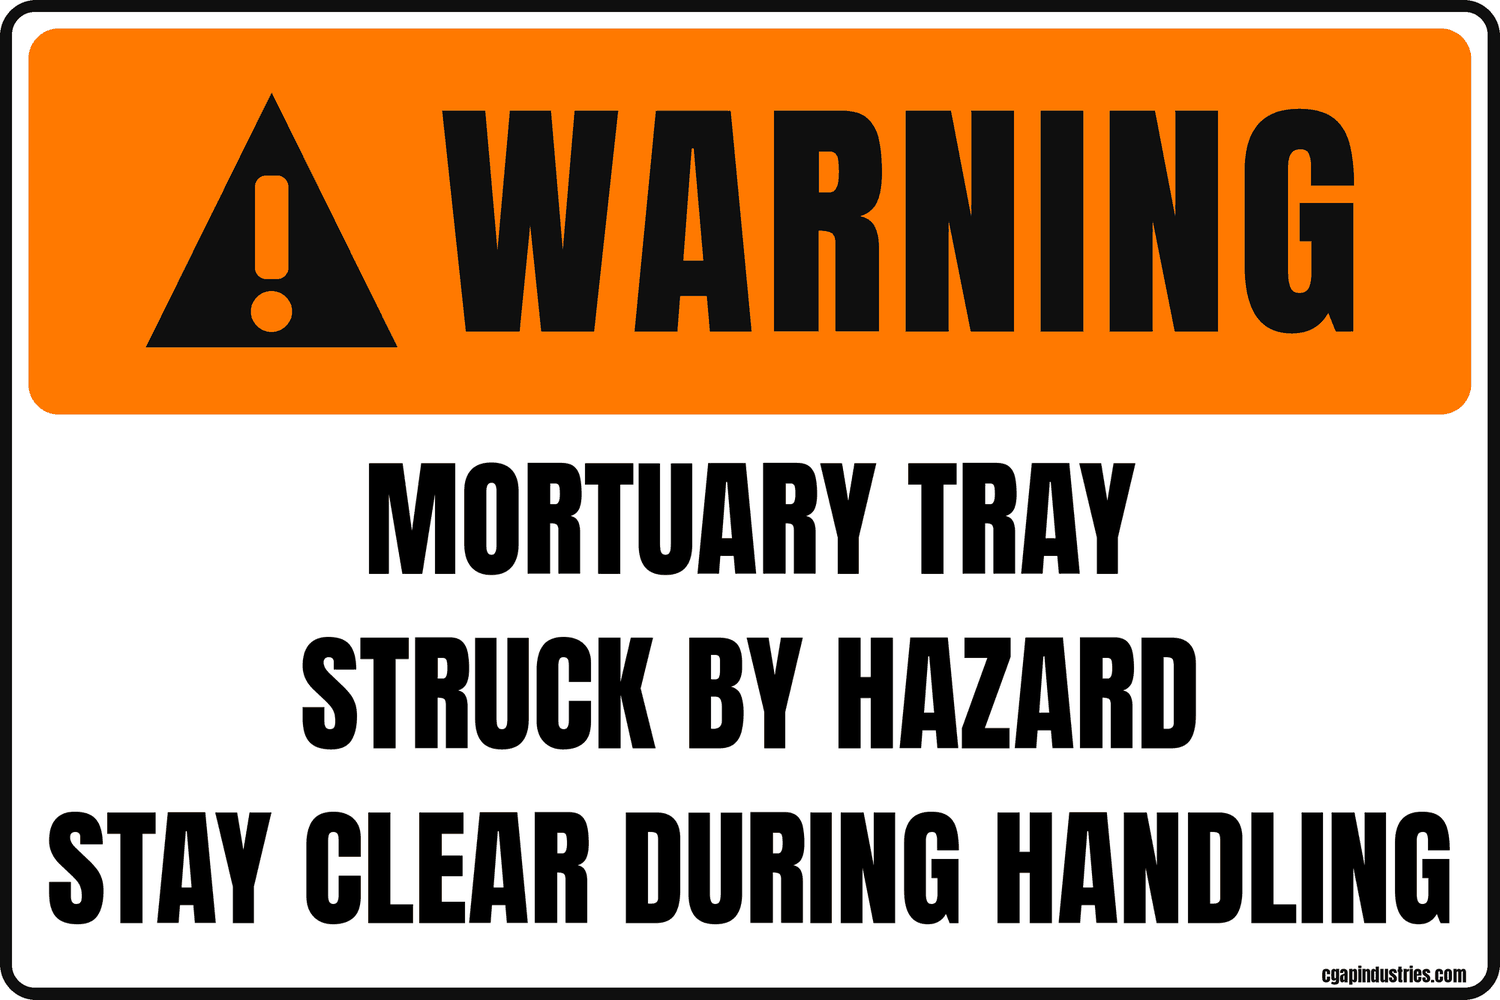 WARNING
MORTUARY TRAY
STRUCK BY HAZARD
STAY CLEAR DURING HANDLING
cgapindustries.com